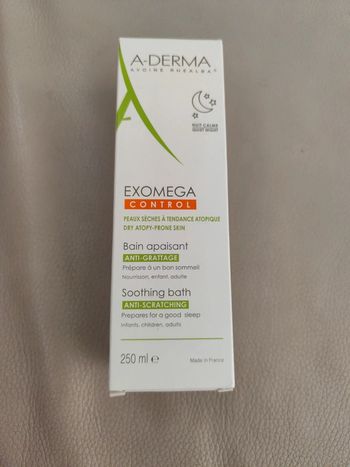 A-DERMA
AVOINE RHEALBA®
NUIT CALME
QUIET NIGHT
EXOMEGA
CONTROL
PEAUX SÈCHES À TENDANCE ATOPIQUE
DRY ATOPY-PRONE SKIN
Bain apaisant
ANTI-GRATTAGE
Prépare à un bon sommeil
Nourrisson, enfant, adulte
Soothing bath
ANTI-SCRATCHING
Prepares for a good sleep
Infants, children, adults
250 ml e
Made in France